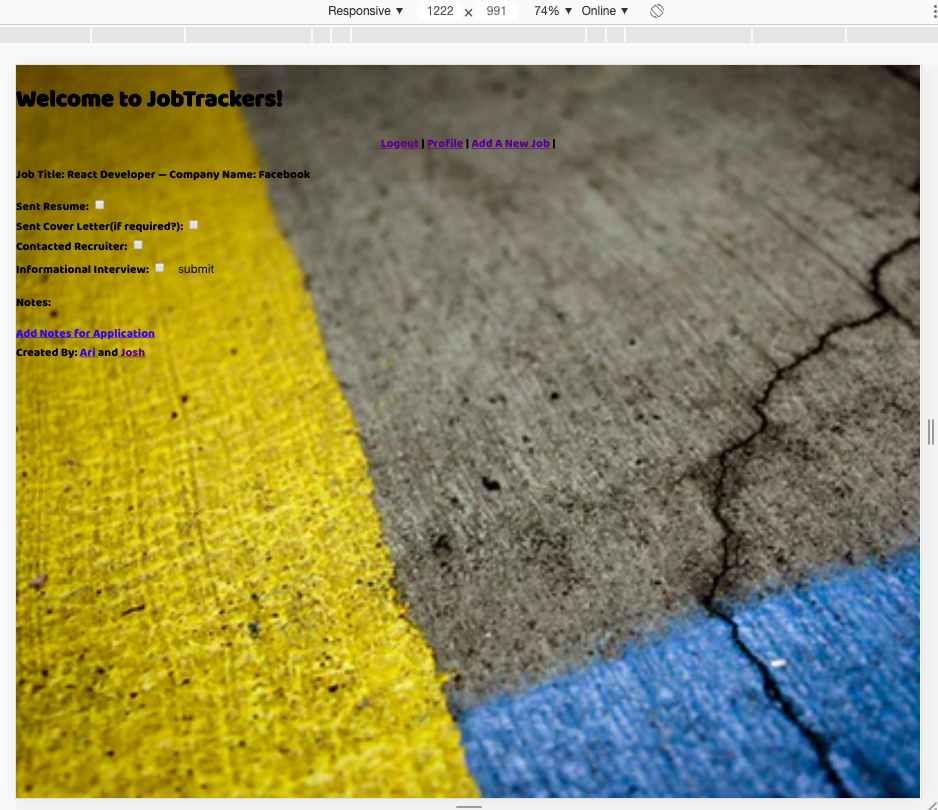 Responsive ▼ 1222 × 991 74% ▼ Online ▼
Welcome to JobTrackers!
Logout | Profile | Add A New Job |
Job Title: React Developer — Company Name: Facebook
Sent Resume:
Sent Cover Letter(if required?):
Contacted Recruiter:
Informational Interview: submit
Notes:
Add Notes for Application
Created By: Ari and Josh